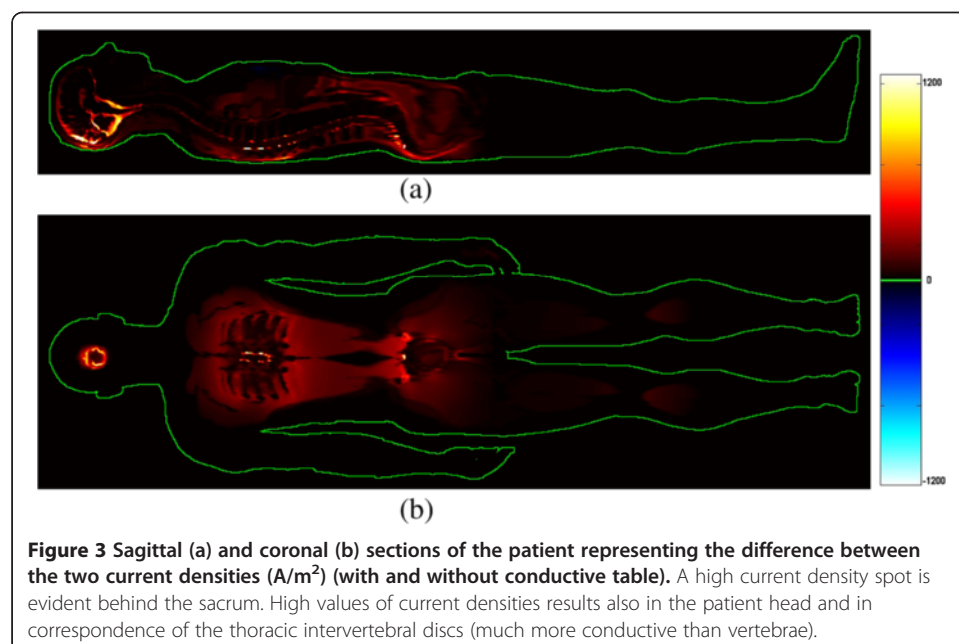 1200
0
-1200
(a)
(b)
Figure 3 Sagittal (a) and coronal (b) sections of the patient representing the difference between
the two current densities (A/m²) (with and without conductive table). A high current density spot is
evident behind the sacrum. High values of current densities results also in the patient head and in
correspondence of the thoracic intervertebral discs (much more conductive than vertebrae).